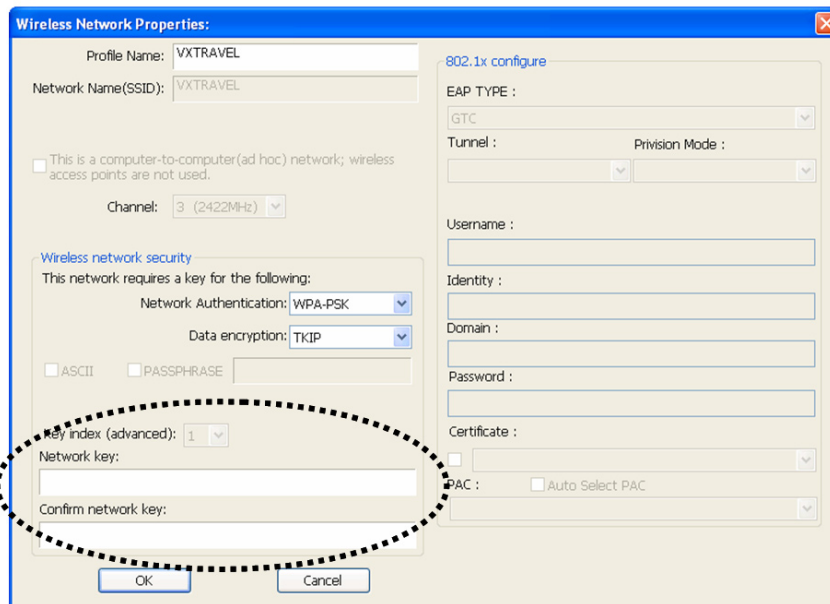 Wireless Network Properties:
Profile Name: VXTRAVEL
Network Name(SSID): VXTRAVEL
This is a computer-to-computer(ad hoc) network; wireless
access points are not used.
Channel: 3 (2422MHz)
Wireless network security
This network requires a key for the following:
Network Authentication: WPA-PSK
Data encryption: TKIP
ASCII PASSPHRASE
Key index (advanced): 1
Network key:
Confirm network key:
OK Cancel
802.1x configure
EAP TYPE :
GTC
Tunnel : Privision Mode :
Username :
Identity :
Domain :
Password :
Certificate :
PAC : Auto Select PAC